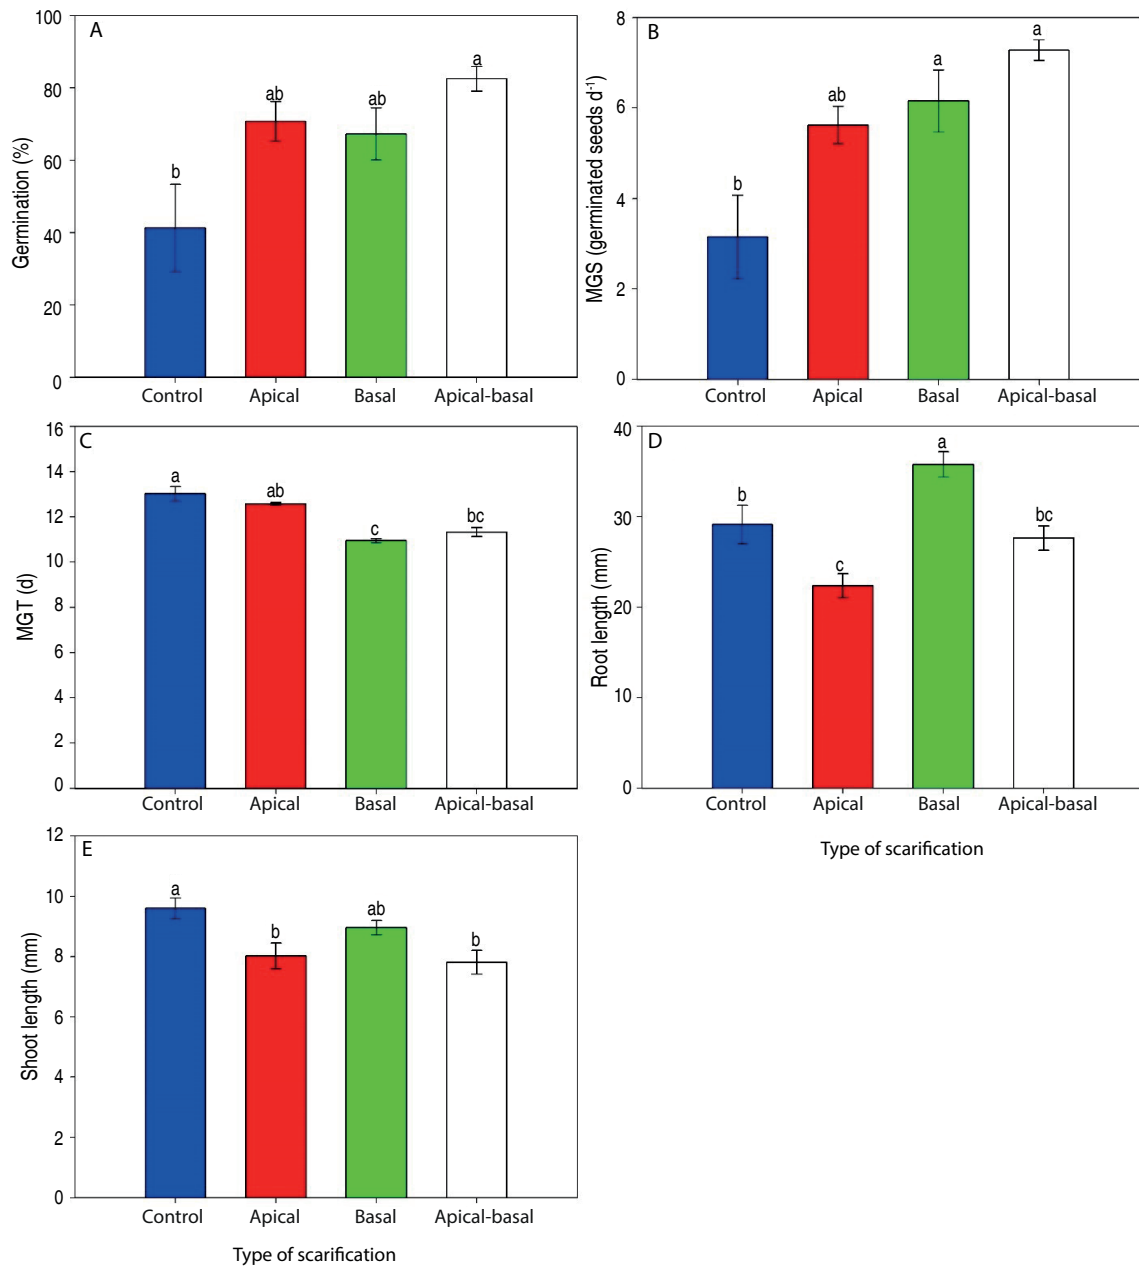 A
Germination (%)
100
80
60
40
20
0
b
ab
ab
a
Control Apical Basal Apical-basal
B
MGS (germinated seeds d⁻¹)
8
6
4
2
0
b
ab
a
a
Control Apical Basal Apical-basal
C
MGT (d)
16
14
12
10
8
6
4
2
0
a
ab
c
bc
Control Apical Basal Apical-basal
D
Root length (mm)
40
30
20
10
0
b
c
a
bc
Control Apical Basal Apical-basal
Type of scarification
E
Shoot length (mm)
12
10
8
6
4
2
0
a
b
ab
b
Control Apical Basal Apical-basal
Type of scarification